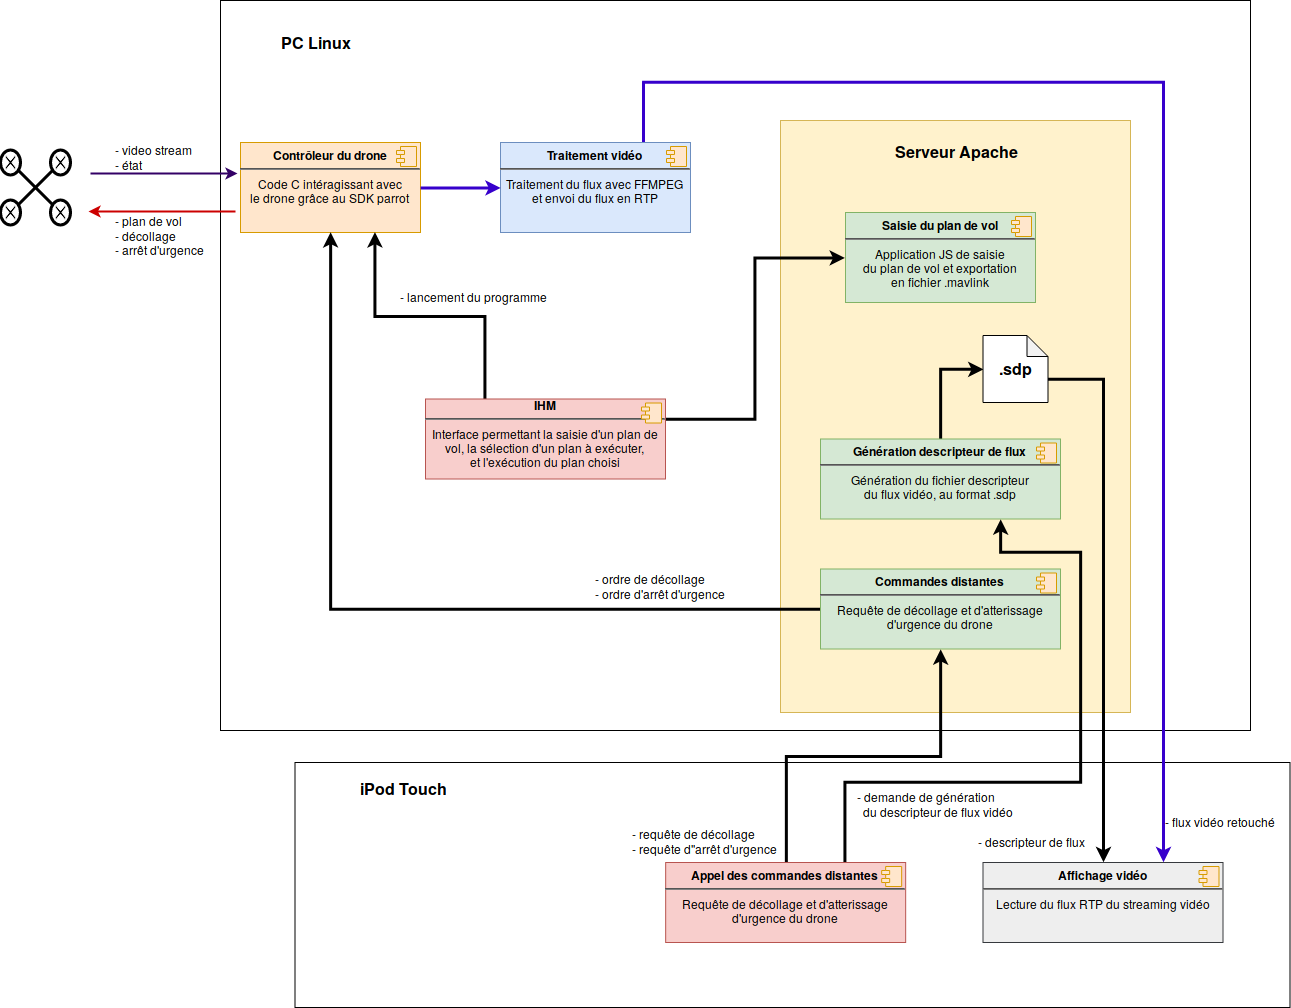 PC Linux
- video stream
- état
- plan de vol
- décollage
- arrêt d'urgence
Contrôleur du drone
Code C intéragissant avec
le drone grâce au SDK parrot
Traitement vidéo
Traitement du flux avec FFMPEG
et envoi du flux en RTP
Serveur Apache
Saisie du plan de vol
Application JS de saisie
du plan de vol et exportation
en fichier .mavlink
- lancement du programme
.sdp
IHM
Interface permettant la saisie d'un plan de
vol, la sélection d'un plan à exécuter,
et l'exécution du plan choisi
Génération descripteur de flux
Génération du fichier descripteur
du flux vidéo, au format .sdp
- ordre de décollage
- ordre d'arrêt d'urgence
Commandes distantes
Requête de décollage et d'atterissage
d'urgence du drone
iPod Touch
- demande de génération
du descripteur de flux vidéo
- requête de décollage
- requête d"arrêt d'urgence
- descripteur de flux
- flux vidéo retouché
Appel des commandes distantes
Requête de décollage et d'atterissage
d'urgence du drone
Affichage vidéo
Lecture du flux RTP du streaming vidéo